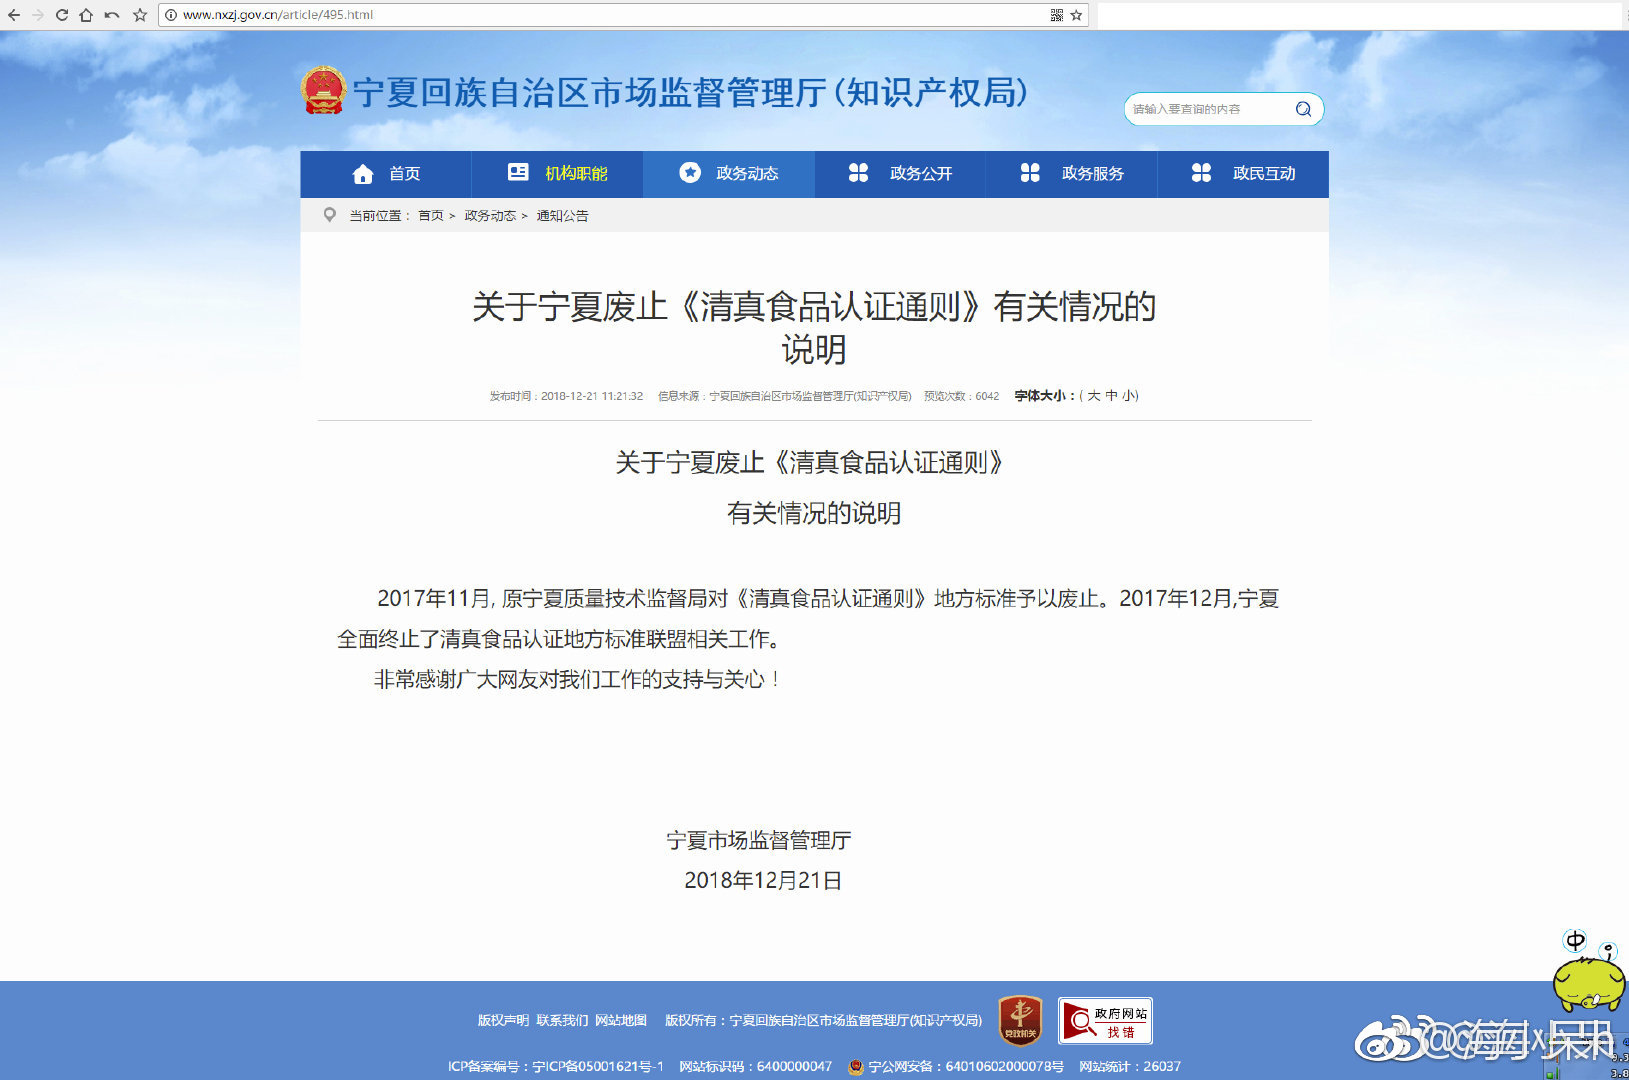 www.nxzj.gov.cn/article/495.html
宁夏回族自治区市场监督管理厅(知识产权局)
请输入要查询的内容
首页 机构职能 政务动态 政务公开 政务服务 政民互动
当前位置： 首页 > 政务动态 > 通知公告
关于宁夏废止《清真食品认证通则》有关情况的
说明
发布时间：2018-12-21 11:21:32 信息来源：宁夏回族自治区市场监督管理厅(知识产权局) 预览次数：6042 字体大小：( 大 中 小)
关于宁夏废止《清真食品认证通则》
有关情况的说明
2017年11月, 原宁夏质量技术监督局对《清真食品认证通则》地方标准予以废止。2017年12月,宁夏
全面终止了清真食品认证地方标准联盟相关工作。
非常感谢广大网友对我们工作的支持与关心！
宁夏市场监督管理厅
2018年12月21日
中
版权声明 联系我们 网站地图 版权所有：宁夏回族自治区市场监督管理厅(知识产权局)
党政机关
政府网站
找错
ICP备案编号：宁ICP备05001621号-1 网站标识码：6400000047 宁公网安备：64010602000078号 网站统计：26037